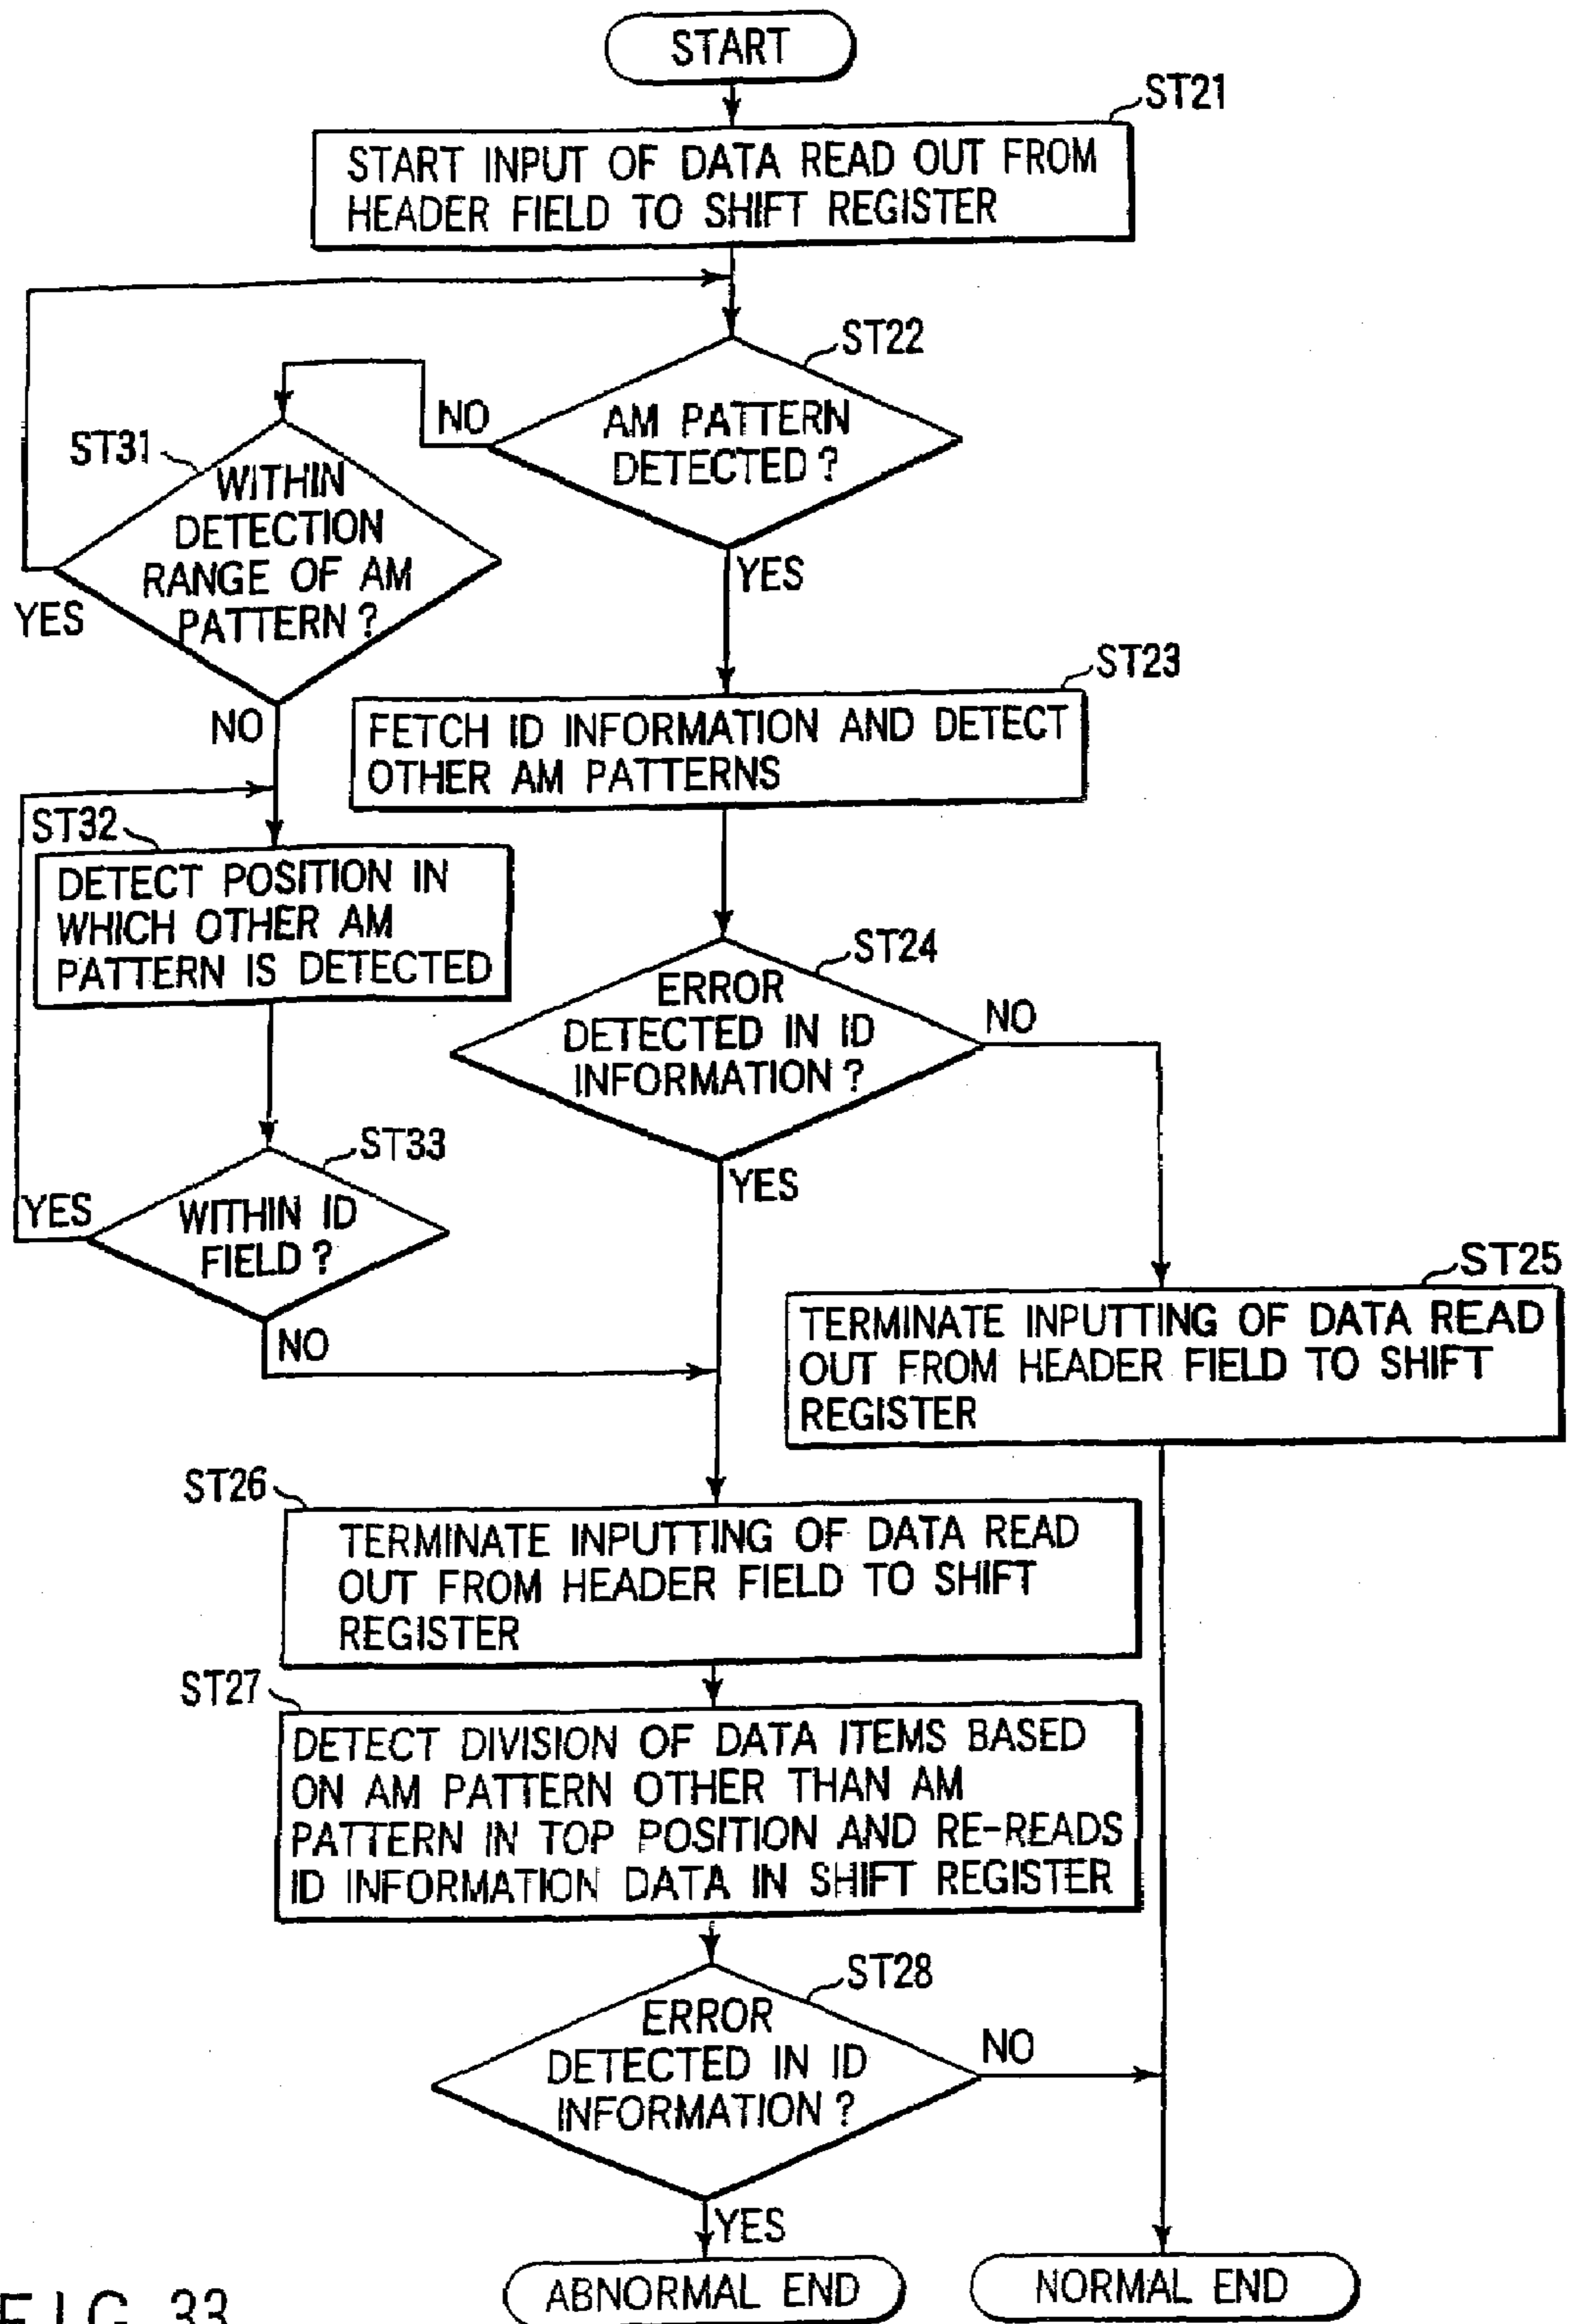 START
ST21
START INPUT OF DATA READ OUT FROM
HEADER FIELD TO SHIFT REGISTER
ST22
AM PATTERN
DETECTED?
NO
YES
ST31
WITHIN
DETECTION
RANGE OF AM
PATTERN?
YES
NO
ST23
FETCH ID INFORMATION AND DETECT
OTHER AM PATTERNS
ST32
DETECT POSITION IN
WHICH OTHER AM
PATTERN IS DETECTED
ST24
ERROR
DETECTED IN ID
INFORMATION?
NO
YES
ST33
WITHIN ID
FIELD?
YES
NO
ST25
TERMINATE INPUTTING OF DATA READ
OUT FROM HEADER FIELD TO SHIFT
REGISTER
ST26
TERMINATE INPUTTING OF DATA READ
OUT FROM HEADER FIELD TO SHIFT
REGISTER
ST27
DETECT DIVISION OF DATA ITEMS BASED
ON AM PATTERN OTHER THAN AM
PATTERN IN TOP POSITION AND RE-READS
ID INFORMATION DATA IN SHIFT REGISTER
ST28
ERROR
DETECTED IN ID
INFORMATION?
NO
YES
ABNORMAL END
NORMAL END
FIG. 33